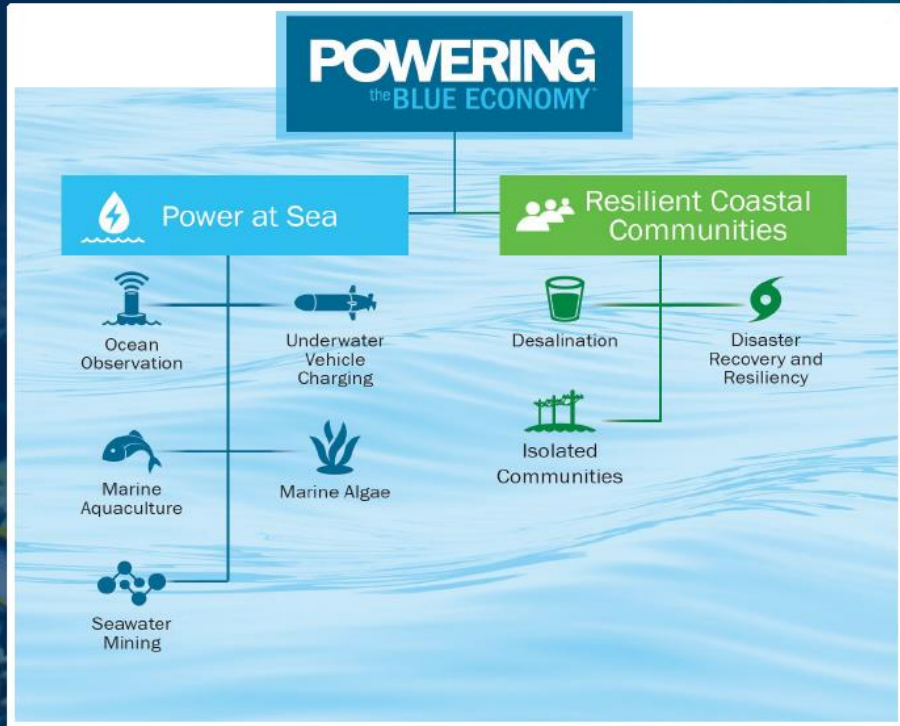 POWERING
the BLUE ECONOMY™
Power at Sea
Resilient Coastal
Communities
Ocean
Observation
Underwater
Vehicle
Charging
Desalination
Disaster
Recovery and
Resiliency
Marine
Aquaculture
Marine Algae
Isolated
Communities
Seawater
Mining